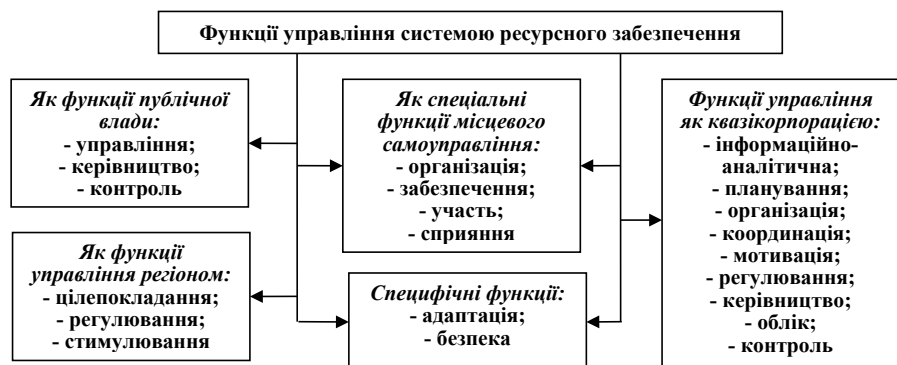 Функції управління системою ресурсного забезпечення
Як функції публічної
влади:
- управління;
- керівництво;
- контроль
Як спеціальні
функції місцевого
самоуправління:
- організація;
- забезпечення;
- участь;
- сприяння
Функції управління
як квазікорпорацією:
- інформаційно-
аналітична;
- планування;
- організація;
- координація;
- мотивація;
- регулювання;
- керівництво;
- облік;
- контроль
Як функції
управління регіоном:
- цілепокладання;
- регулювання;
- стимулювання
Специфічні функції:
- адаптація;
- безпека